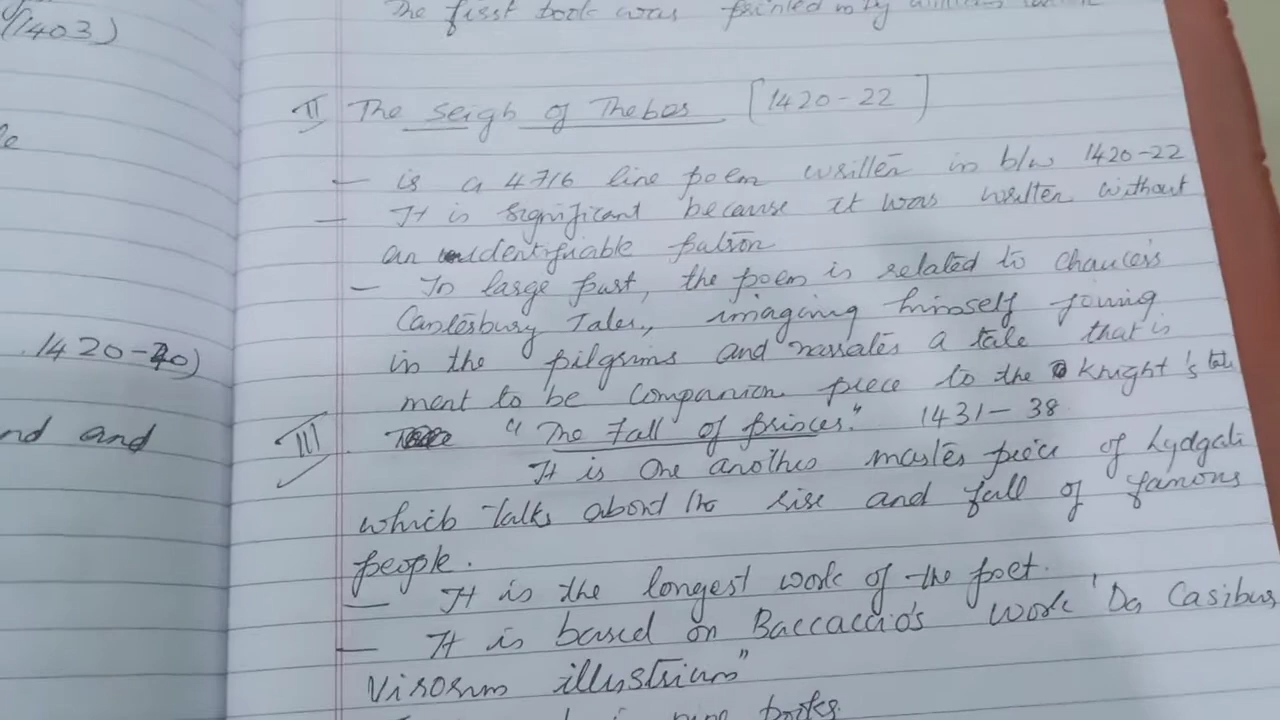 (1403)
1420-20)
nd and
The first book was printed in by william
II The Seigh of Thebes [1420-22]
— is a 4716 line poem written in b/w 1420-22
— It is significant because it was written without
an identifiable patron
— In large part, the poem is related to Chaucer's
Canterbury Tales, imaging himself joining
in the pilgrims and narrates a tale that is
ment to be companion piece to the Knight's
III "The Fall of princes." 1431-38
It is One another master piece of Lydgate
which talks about the rise and fall of famous
people.
— It is the longest work of the poet.
— It is based on Baccaccio's work 'De Casibus
Virorum illustrium"
books.